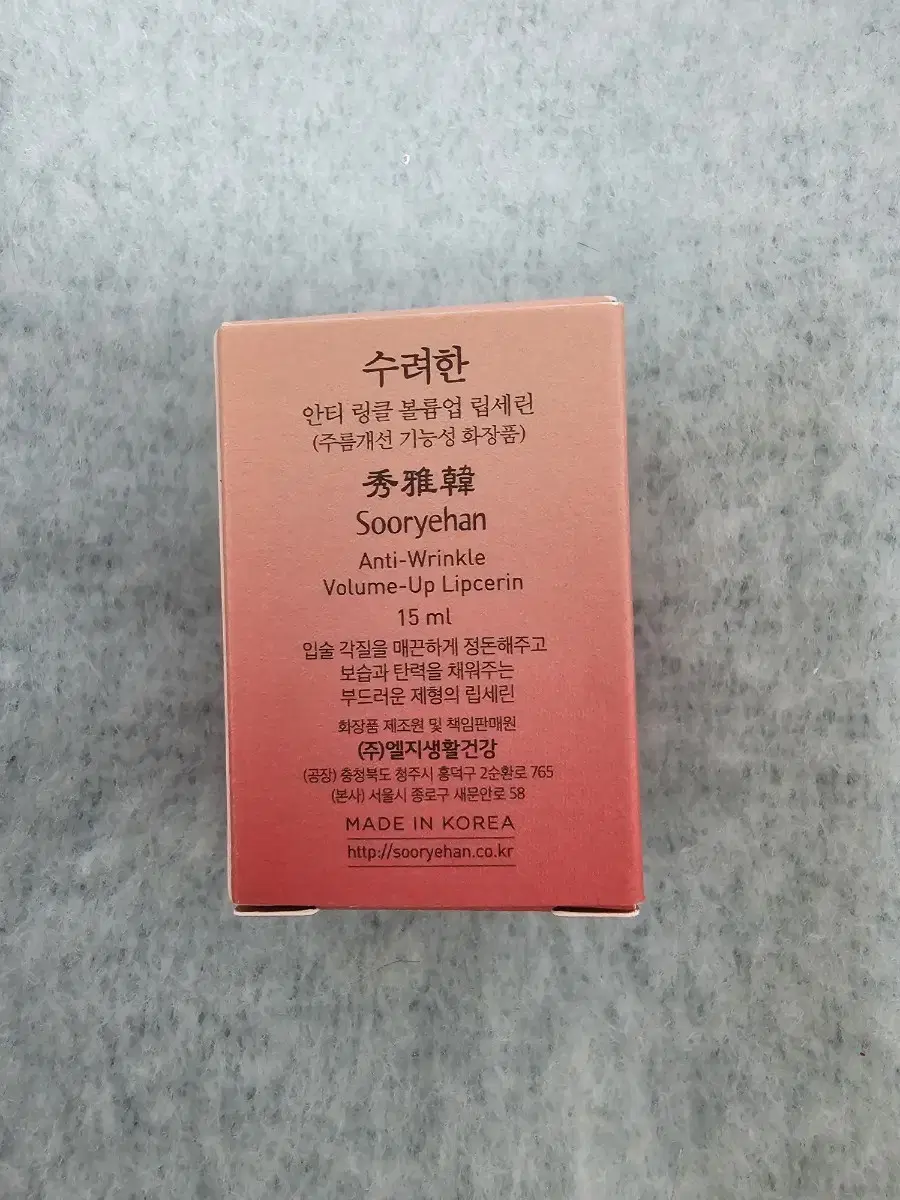 수려한
안티 링클 볼륨업 립세린
(주름개선 기능성 화장품)
秀雅韓
Sooryehan
Anti-Wrinkle
Volume-Up Lipcerin
15 ml
입술 각질을 매끈하게 정돈해주고
보습과 탄력을 채워주는
부드러운 제형의 립세린
화장품 제조원 및 책임판매원
(주)엘지생활건강
(공장) 충청북도 청주시 흥덕구 2순환로 765
(본사) 서울시 종로구 새문안로 58
MADE IN KOREA
http://sooryehan.co.kr